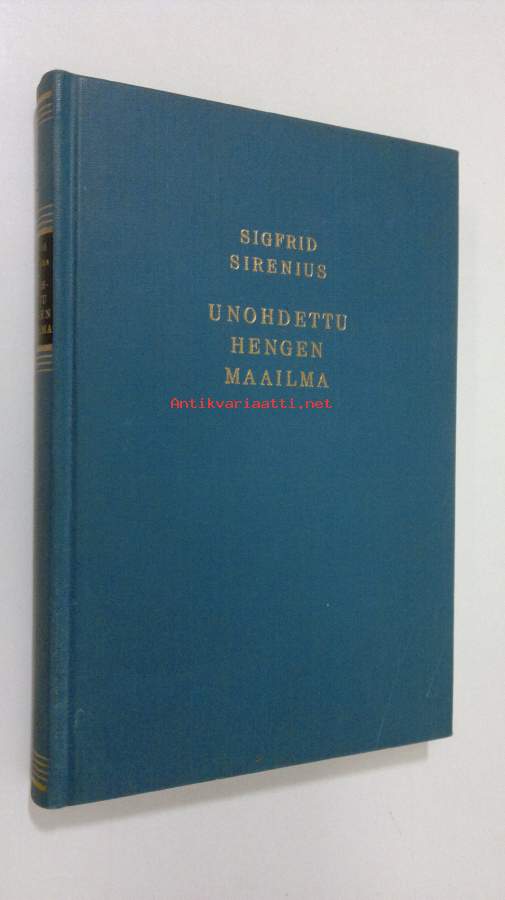 SIGFRID
SIRENIUS
UNOHDETTU
HENGEN
MAAILMA
Antikvariaatti.net